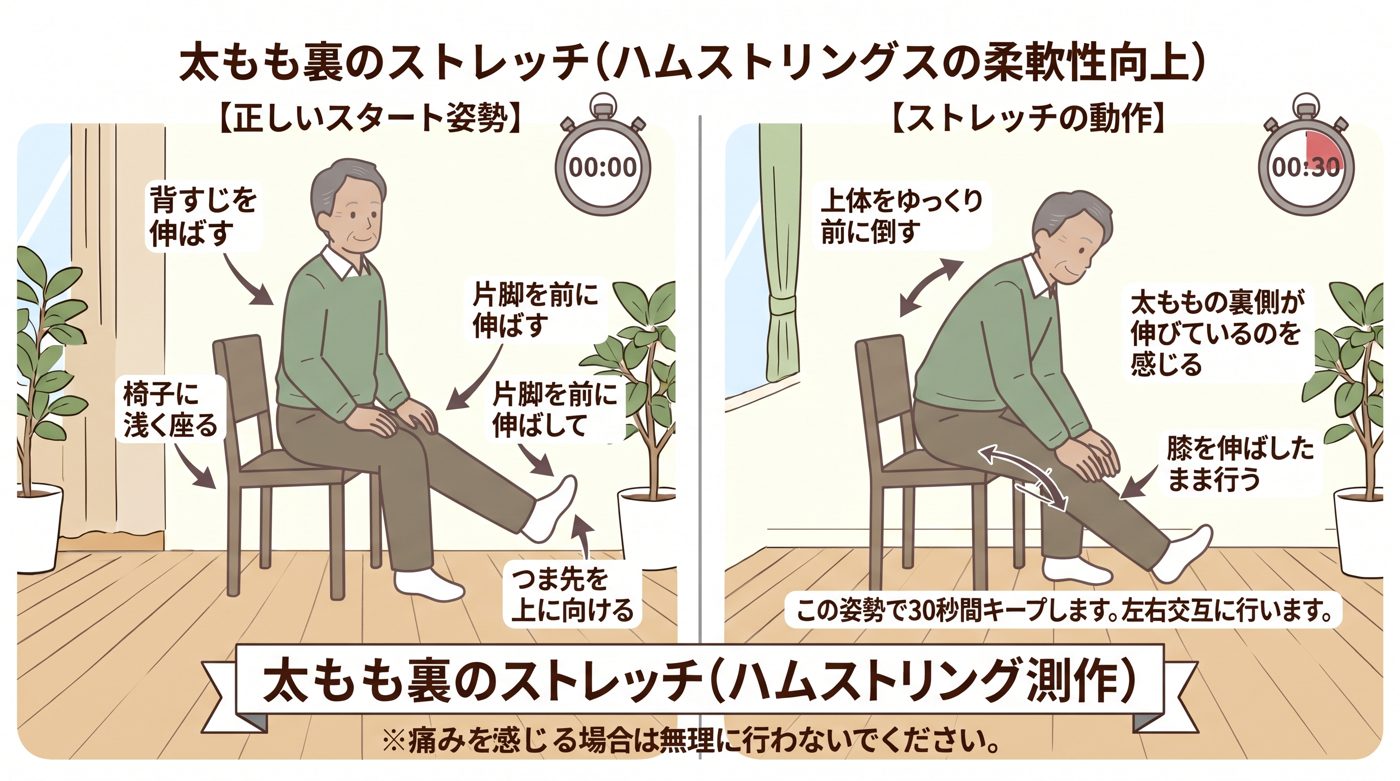 太もも裏のストレッチ（ハムストリングスの柔軟性向上）
【正しいスタート姿勢】
00:00
背すじを
伸ばす
片脚を前に
伸ばす
椅子に
浅く座る
片脚を前に
伸ばして
つま先を
上に向ける
【ストレッチの動作】
00:30
上体をゆっくり
前に倒す
太ももの裏側が
伸びているのを
感じる
膝を伸ばした
まま行う
この姿勢で30秒間キープします。左右交互に行います。
太もも裏のストレッチ（ハムストリング測作）
※痛みを感じる場合は無理に行わないでください。